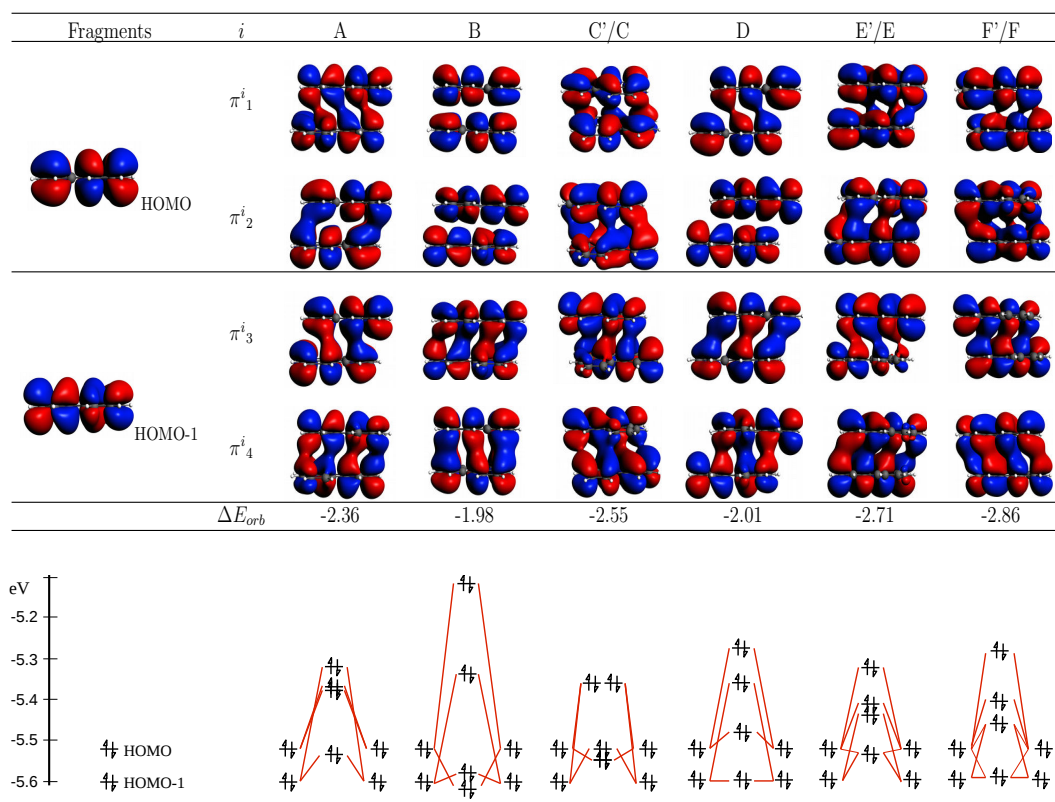 Fragments i A B C'/C D E'/E F'/F
π^i_1
HOMO
π^i_2
π^i_3
HOMO-1
π^i_4
ΔE_orb -2.36 -1.98 -2.55 -2.01 -2.71 -2.86
eV
-5.2
-5.3
-5.4
-5.5
HOMO
-5.6
HOMO-1